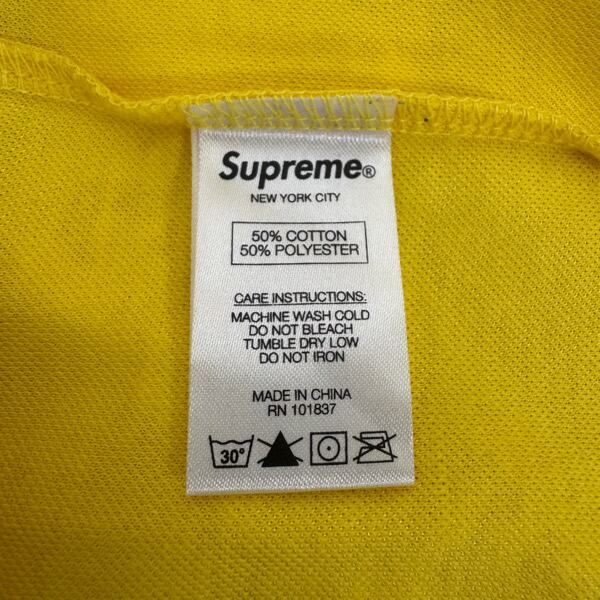 Supreme®
NEW YORK CITY
50% COTTON
50% POLYESTER
CARE INSTRUCTIONS:
MACHINE WASH COLD
DO NOT BLEACH
TUMBLE DRY LOW
DO NOT IRON
MADE IN CHINA
RN 101837
30°